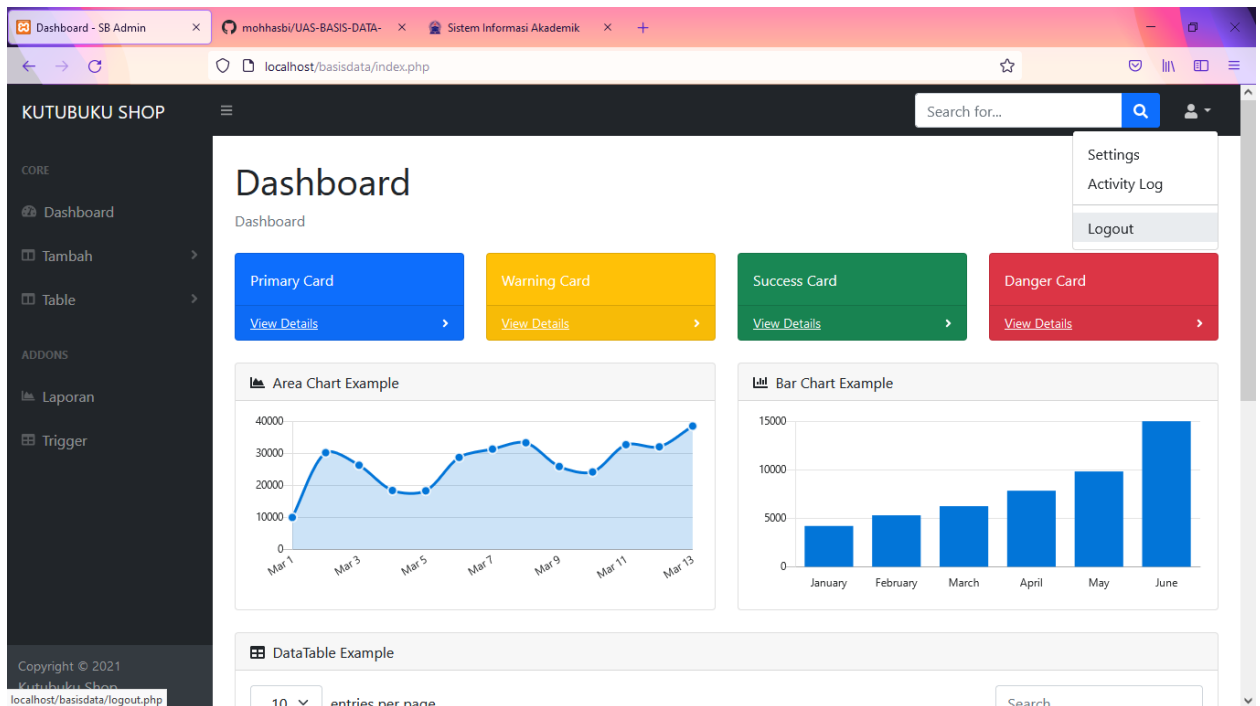 Dashboard - SB Admin
mohhasbi/UAS-BASIS-DATA-
Sistem Informasi Akademik
localhost/basisdata/index.php
KUTUBUKU SHOP
Search for...
Settings
Activity Log
Logout
CORE
Dashboard
Tambah
Table
ADDONS
Laporan
Trigger
Copyright © 2021
Kutubuku Shop
localhost/basisdata/logout.php
Dashboard
Dashboard
Primary Card
View Details
Warning Card
View Details
Success Card
View Details
Danger Card
View Details
Area Chart Example
40000
30000
20000
10000
0
Mar 1 Mar 3 Mar 5 Mar 7 Mar 9 Mar 11 Mar 13
Bar Chart Example
15000
10000
5000
0
January February March April May June
DataTable Example
10 entries per page
Search